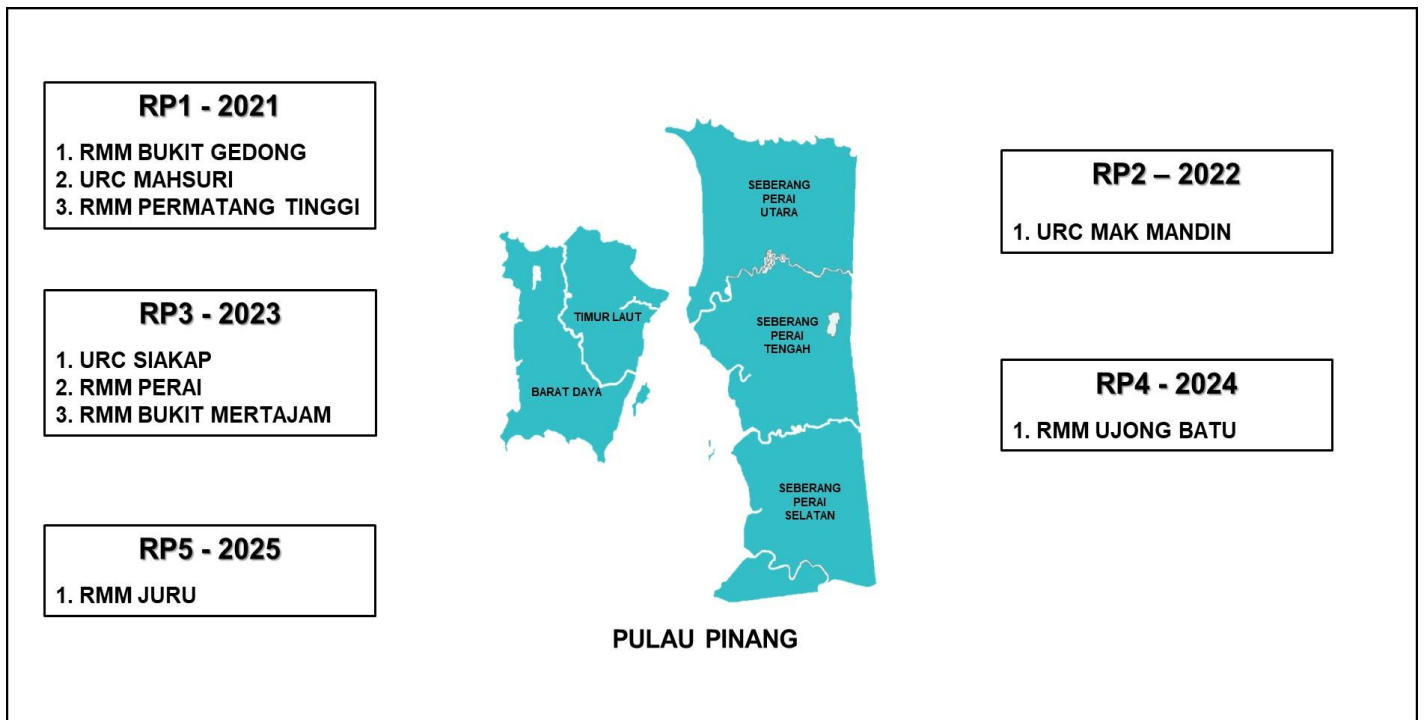 RP1 - 2021
1. RMM BUKIT GEDONG
2. URC MAHSURI
3. RMM PERMATANG TINGGI
RP3 - 2023
1. URC SIAKAP
2. RMM PERAI
3. RMM BUKIT MERTAJAM
RP5 - 2025
1. RMM JURU
SEBERANG
PERAI
UTARA
TIMUR LAUT
SEBERANG
PERAI
TENGAH
BARAT DAYA
SEBERANG
PERAI
SELATAN
PULAU PINANG
RP2 – 2022
1. URC MAK MANDIN
RP4 - 2024
1. RMM UJONG BATU